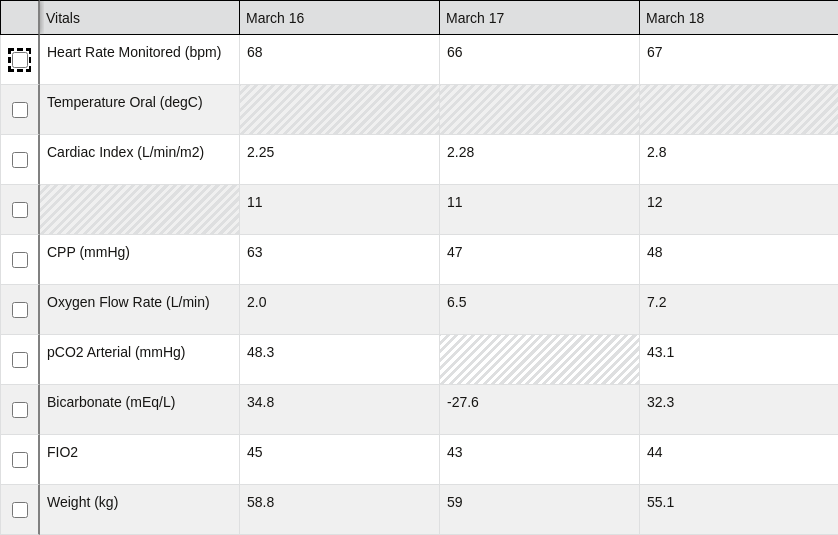 Vitals March 16 March 17 March 18
Heart Rate Monitored (bpm) 68 66 67
Temperature Oral (degC)
Cardiac Index (L/min/m2) 2.25 2.28 2.8
11 11 12
CPP (mmHg) 63 47 48
Oxygen Flow Rate (L/min) 2.0 6.5 7.2
pCO2 Arterial (mmHg) 48.3 43.1
Bicarbonate (mEq/L) 34.8 -27.6 32.3
FIO2 45 43 44
Weight (kg) 58.8 59 55.1